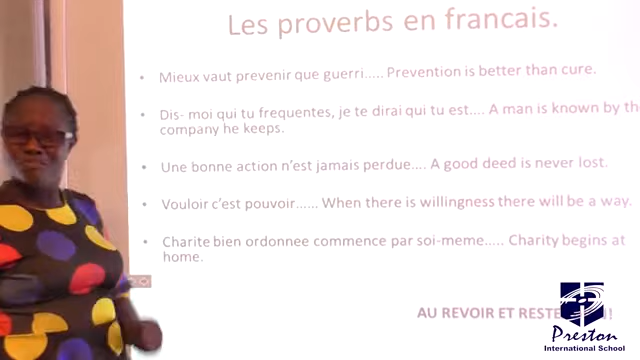 Les proverbs en francais.
• Mieux vaut prevenir que guerri..... Prevention is better than cure.
• Dis- moi qui tu frequentes, je te dirai qui tu est.... A man is known by th
company he keeps.
• Une bonne action n'est jamais perdue.... A good deed is never lost.
• Vouloir c'est pouvoir...... When there is willingness there will be a way.
• Charite bien ordonnee commence par soi-meme..... Charity begins at
home.
AU REVOIR ET RESTE
Preston
International School